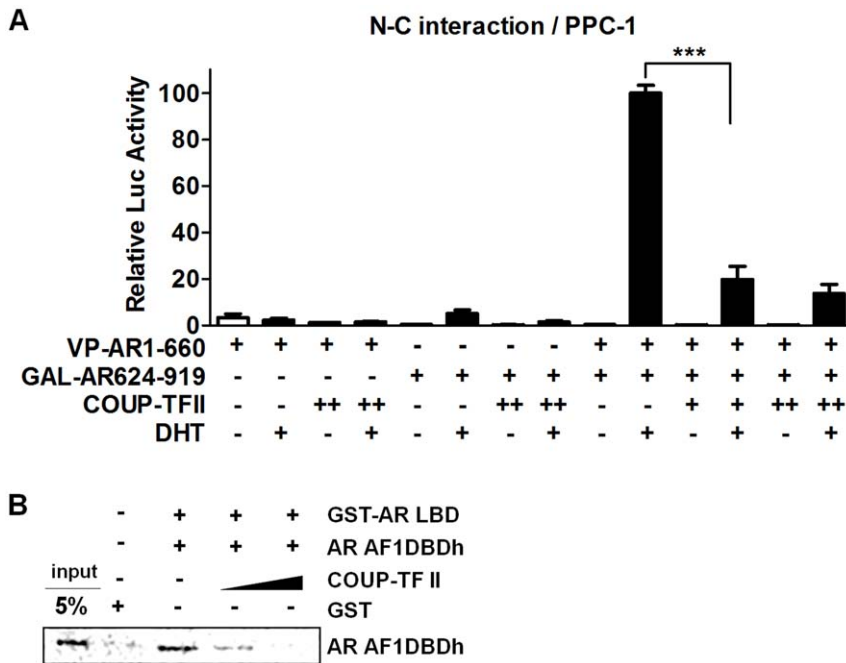 A
N-C interaction / PPC-1
***
Relative Luc Activity
100
80
60
40
20
0
VP-AR1-660 + + + + - - - - + + + + + +
GAL-AR624-919 - - - - + + + + + + + + + +
COUP-TFII - - ++ ++ - - ++ ++ - - + + ++ ++
DHT - + - + - + - + - + - + - +
B
- + + + GST-AR LBD
- + + + AR AF1DBDh
input - - COUP-TF II
5% + - - - GST
AR AF1DBDh